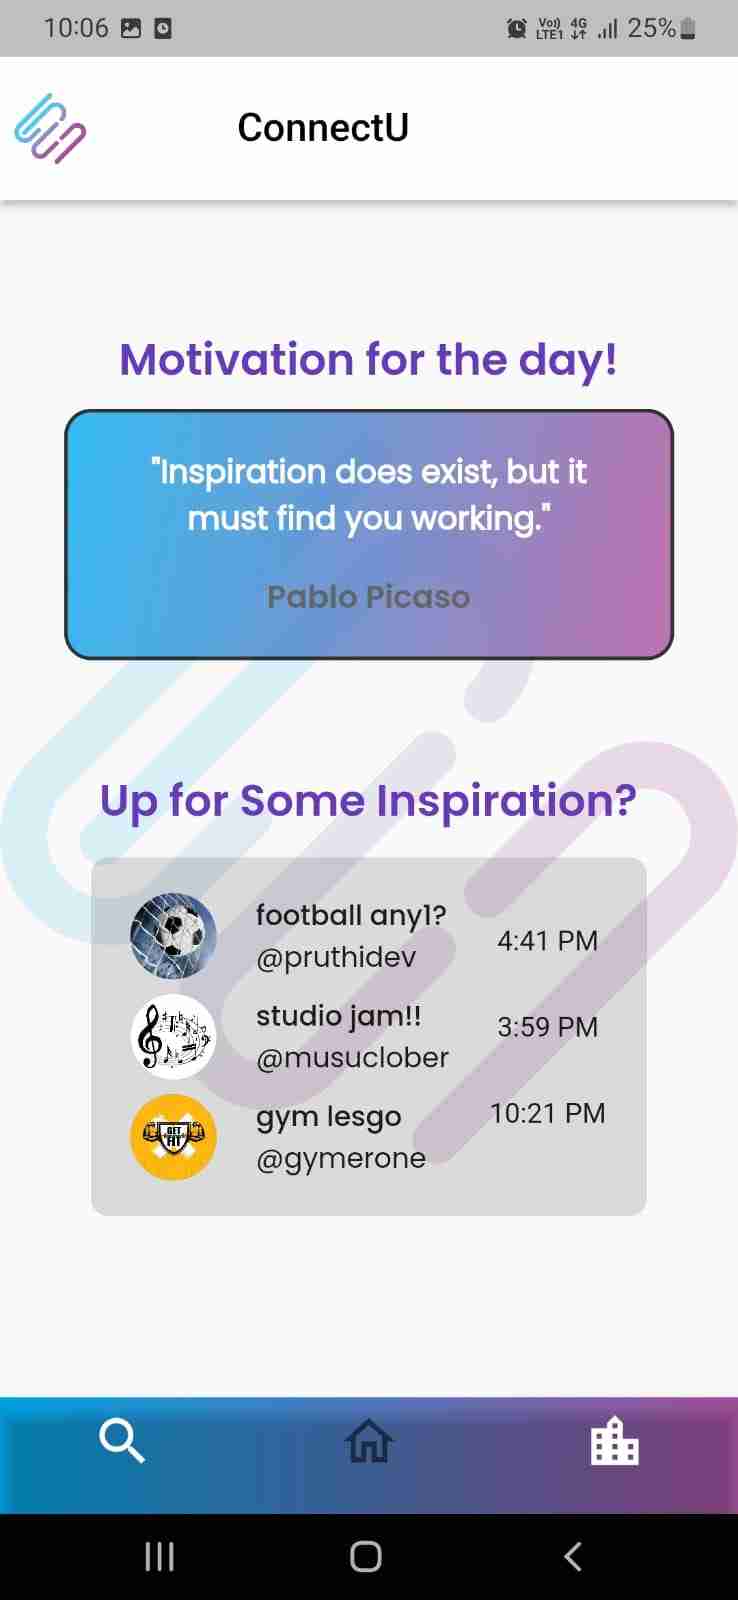 10:06
Vo)) LTE1 4G 25%
ConnectU
Motivation for the day!
"Inspiration does exist, but it
must find you working."
Pablo Picaso
Up for Some Inspiration?
football any1?
@pruthidev
4:41 PM
studio jam!!
@musuclober
3:59 PM
GET
FIT
gym lesgo
@gymerone
10:21 PM